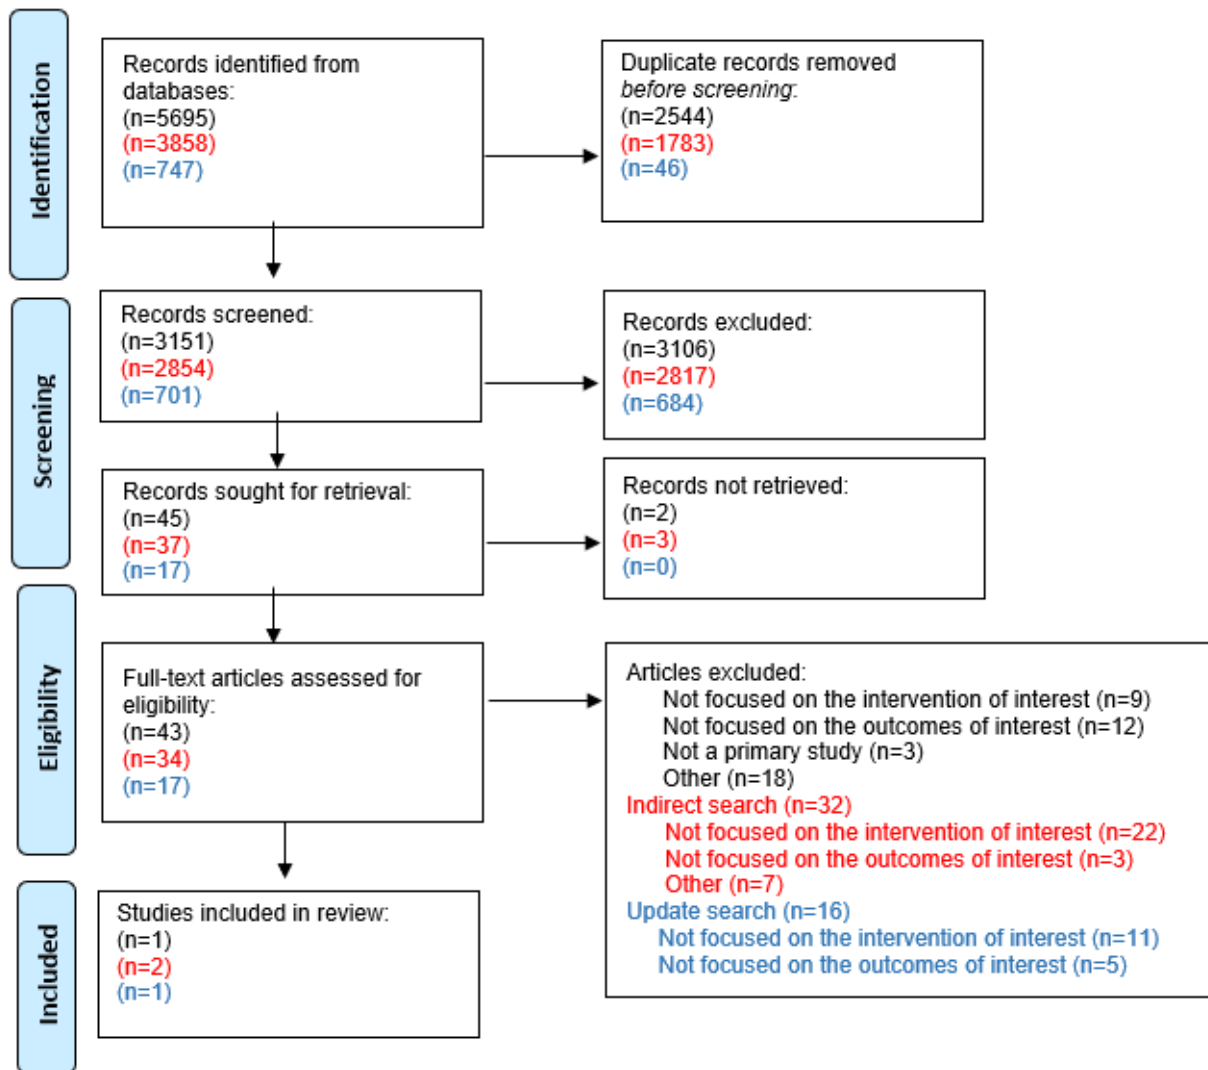 Identification
Records identified from
databases:
(n=5695)
(n=3858)
(n=747)
Duplicate records removed
before screening:
(n=2544)
(n=1783)
(n=46)
Screening
Records screened:
(n=3151)
(n=2854)
(n=701)
Records excluded:
(n=3106)
(n=2817)
(n=684)
Records sought for retrieval:
(n=45)
(n=37)
(n=17)
Records not retrieved:
(n=2)
(n=3)
(n=0)
Eligibility
Full-text articles assessed for
eligibility:
(n=43)
(n=34)
(n=17)
Articles excluded:
Not focused on the intervention of interest (n=9)
Not focused on the outcomes of interest (n=12)
Not a primary study (n=3)
Other (n=18)
Indirect search (n=32)
Not focused on the intervention of interest (n=22)
Not focused on the outcomes of interest (n=3)
Other (n=7)
Update search (n=16)
Not focused on the intervention of interest (n=11)
Not focused on the outcomes of interest (n=5)
Included
Studies included in review:
(n=1)
(n=2)
(n=1)